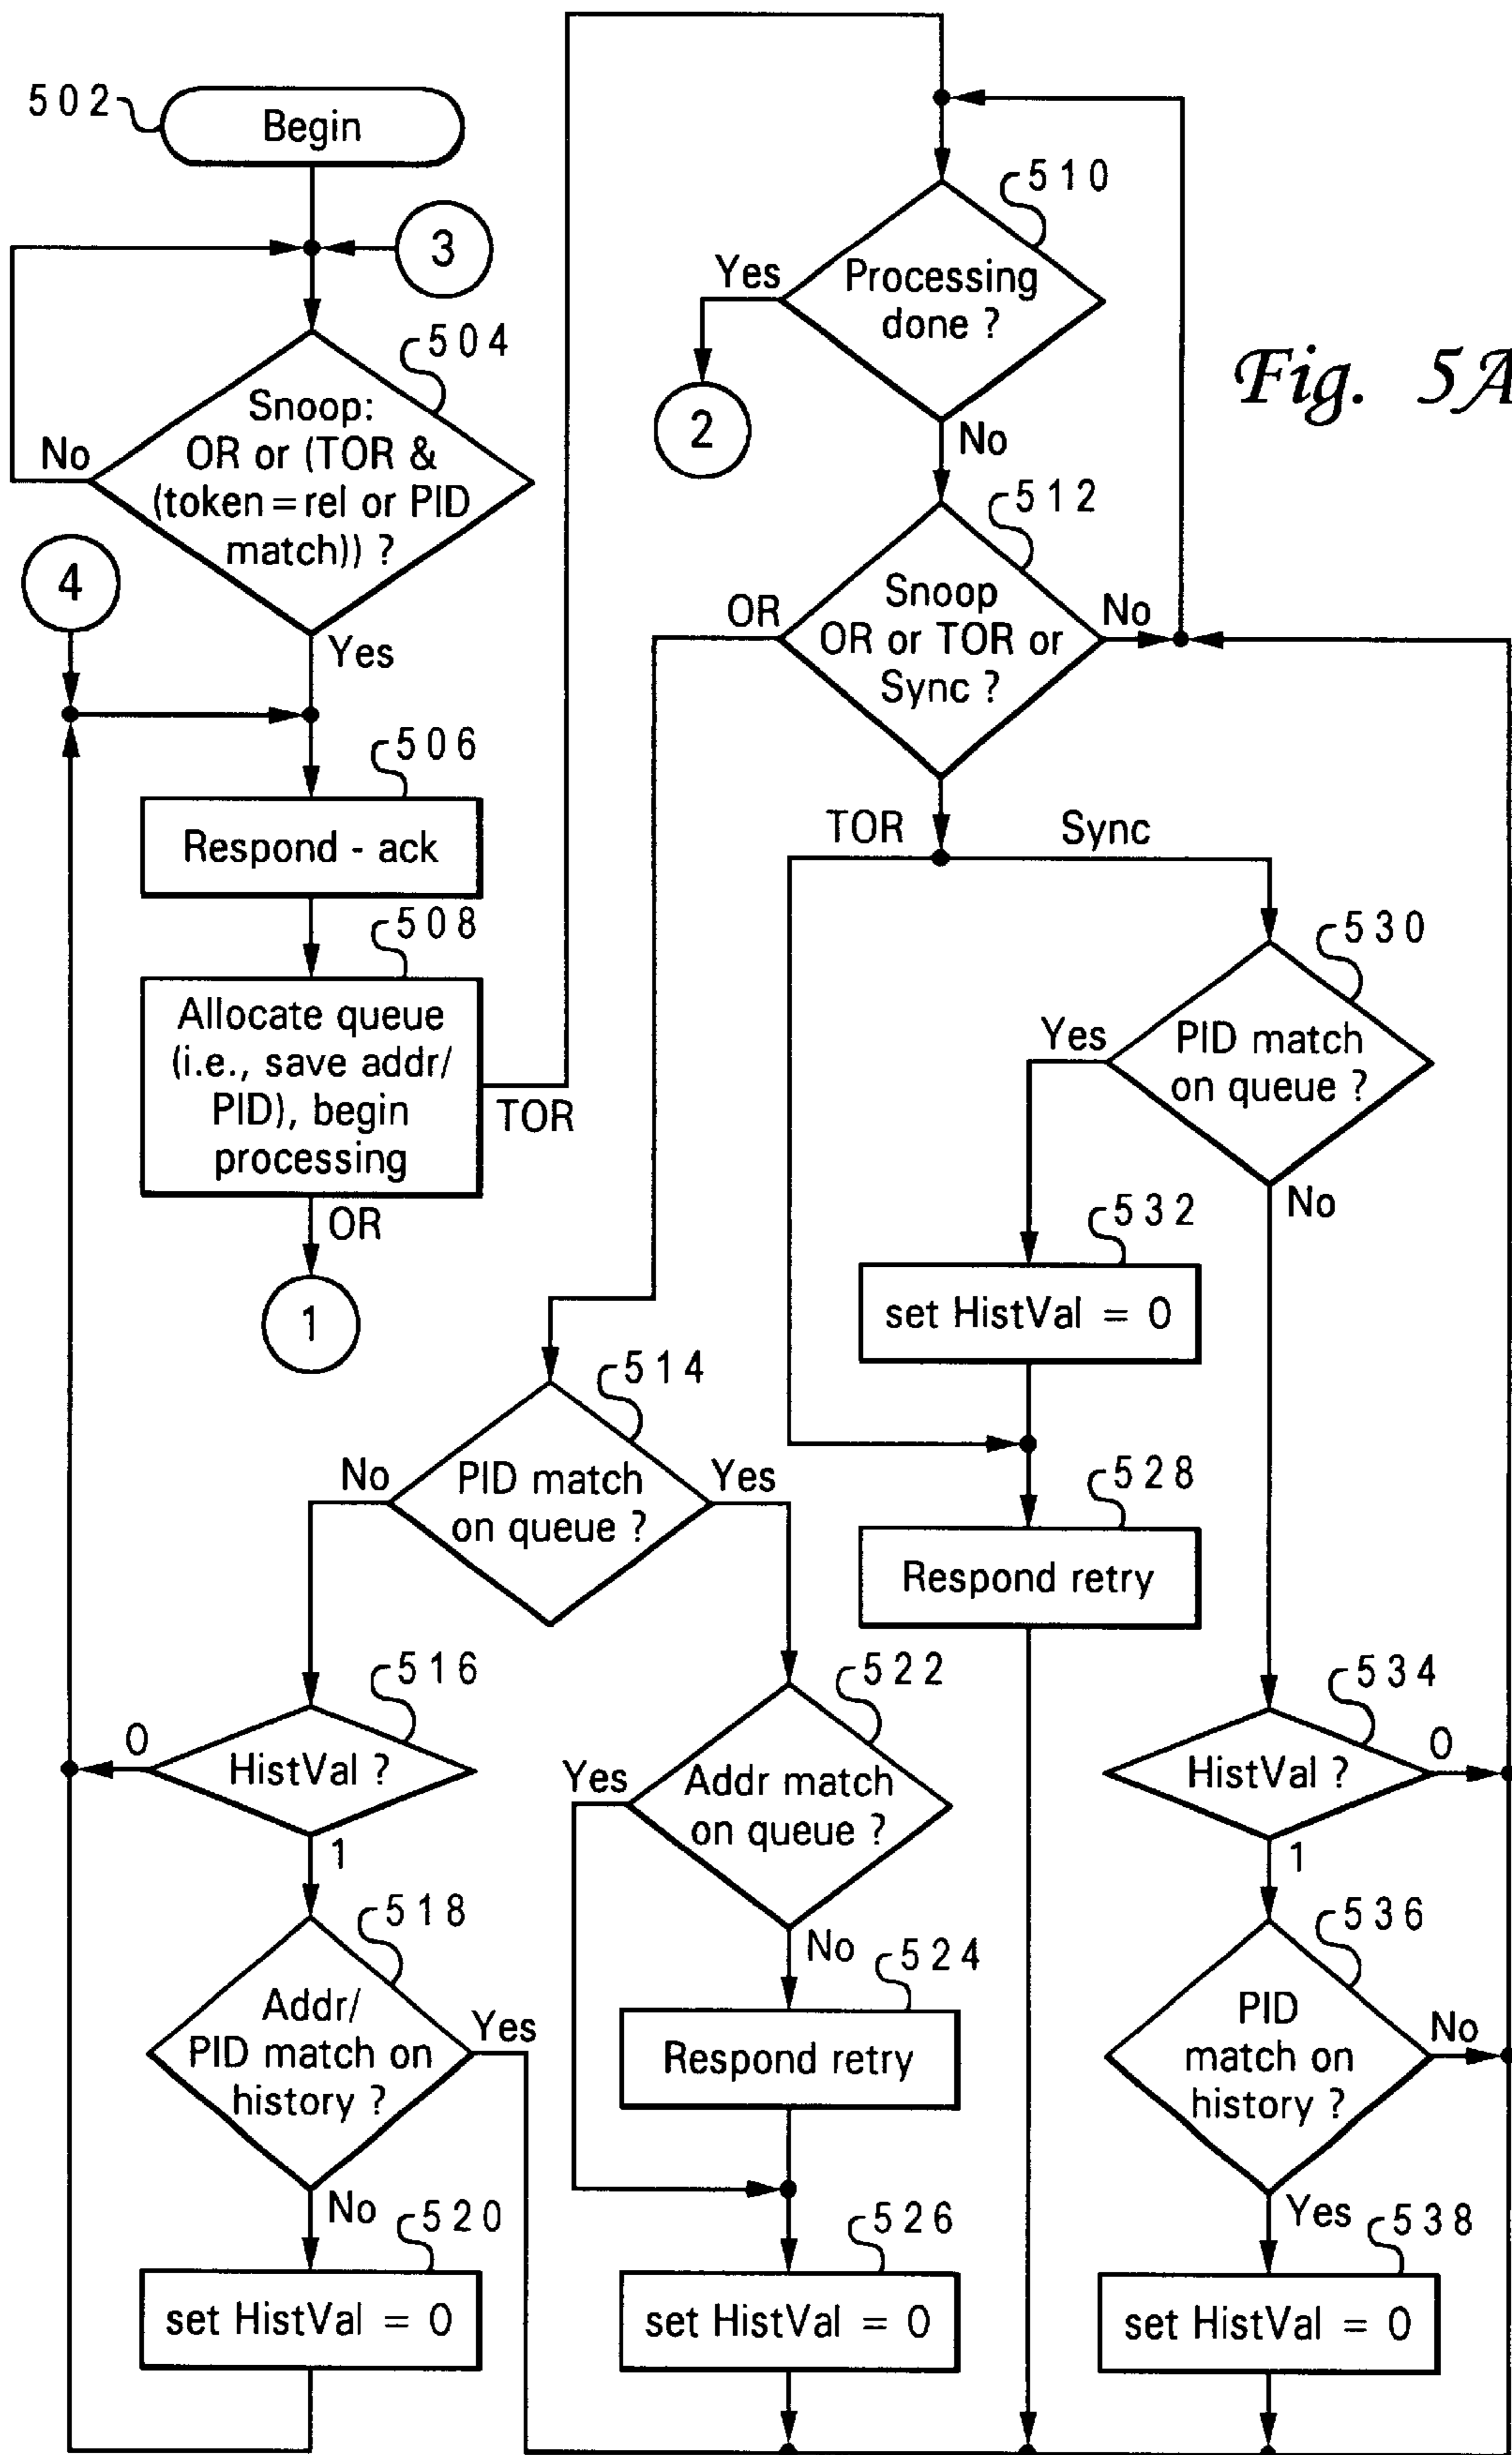 502
Begin
3
504
Snoop:
OR or (TOR &
(token = rel or PID
match)) ?
No
Yes
4
506
Respond - ack
508
Allocate queue
(i.e., save addr/
PID), begin
processing
TOR
OR
1
510
Processing
done ?
Yes
No
2
Fig. 5A
512
Snoop
OR or TOR or
Sync ?
OR
No
TOR
Sync
530
PID match
on queue ?
Yes
No
532
set HistVal = 0
514
PID match
on queue ?
No
Yes
528
Respond retry
516
HistVal ?
0
1
522
Addr match
on queue ?
Yes
No
534
HistVal ?
0
1
518
Addr/
PID match on
history ?
Yes
No
524
Respond retry
536
PID
match on
history ?
No
Yes
520
set HistVal = 0
526
set HistVal = 0
538
set HistVal = 0